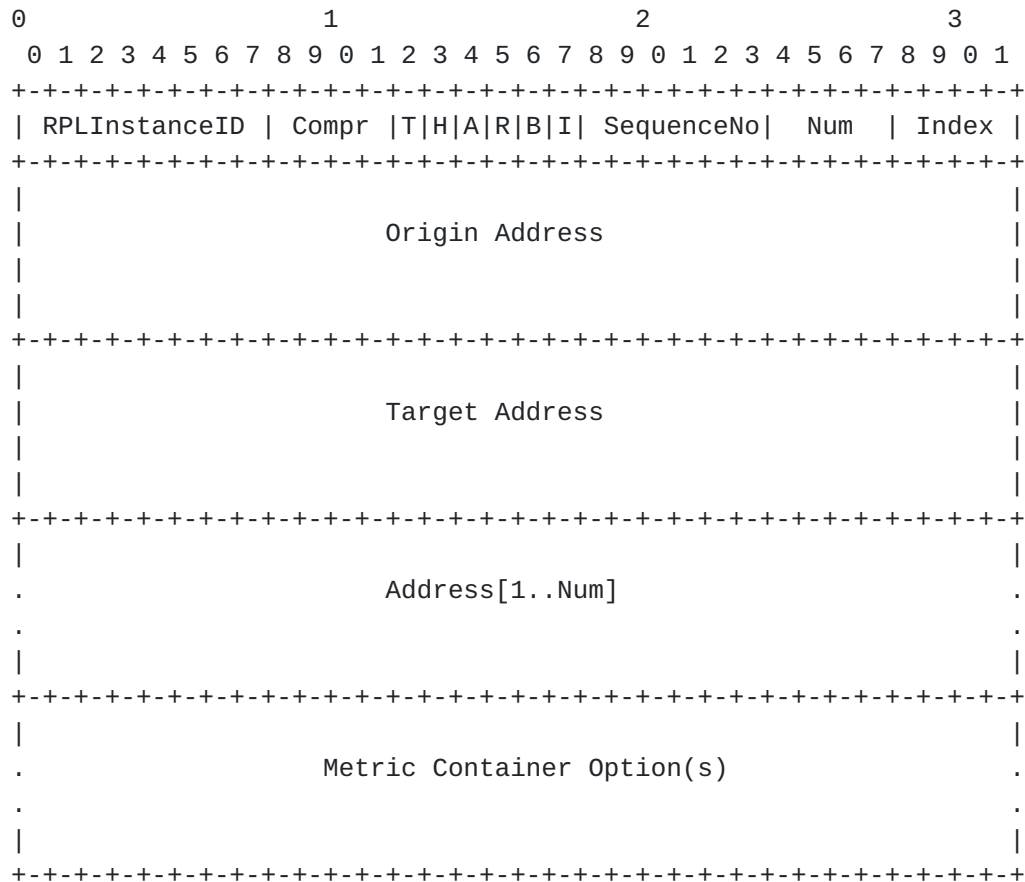 0                   1                   2                   3
 0 1 2 3 4 5 6 7 8 9 0 1 2 3 4 5 6 7 8 9 0 1 2 3 4 5 6 7 8 9 0 1
+-+-+-+-+-+-+-+-+-+-+-+-+-+-+-+-+-+-+-+-+-+-+-+-+-+-+-+-+-+-+-+-+
| RPLInstanceID | Compr |T|H|A|R|B|I| SequenceNo|  Num  | Index |
+-+-+-+-+-+-+-+-+-+-+-+-+-+-+-+-+-+-+-+-+-+-+-+-+-+-+-+-+-+-+-+-+
|                                                               |
|                       Origin Address                          |
|                                                               |
|                                                               |
+-+-+-+-+-+-+-+-+-+-+-+-+-+-+-+-+-+-+-+-+-+-+-+-+-+-+-+-+-+-+-+-+
|                                                               |
|                       Target Address                          |
|                                                               |
|                                                               |
+-+-+-+-+-+-+-+-+-+-+-+-+-+-+-+-+-+-+-+-+-+-+-+-+-+-+-+-+-+-+-+-+
|                                                               |
.                       Address[1..Num]                         .
.                                                               .
|                                                               |
+-+-+-+-+-+-+-+-+-+-+-+-+-+-+-+-+-+-+-+-+-+-+-+-+-+-+-+-+-+-+-+-+
|                                                               |
.                   Metric Container Option(s)                  .
.                                                               .
|                                                               |
+-+-+-+-+-+-+-+-+-+-+-+-+-+-+-+-+-+-+-+-+-+-+-+-+-+-+-+-+-+-+-+-+